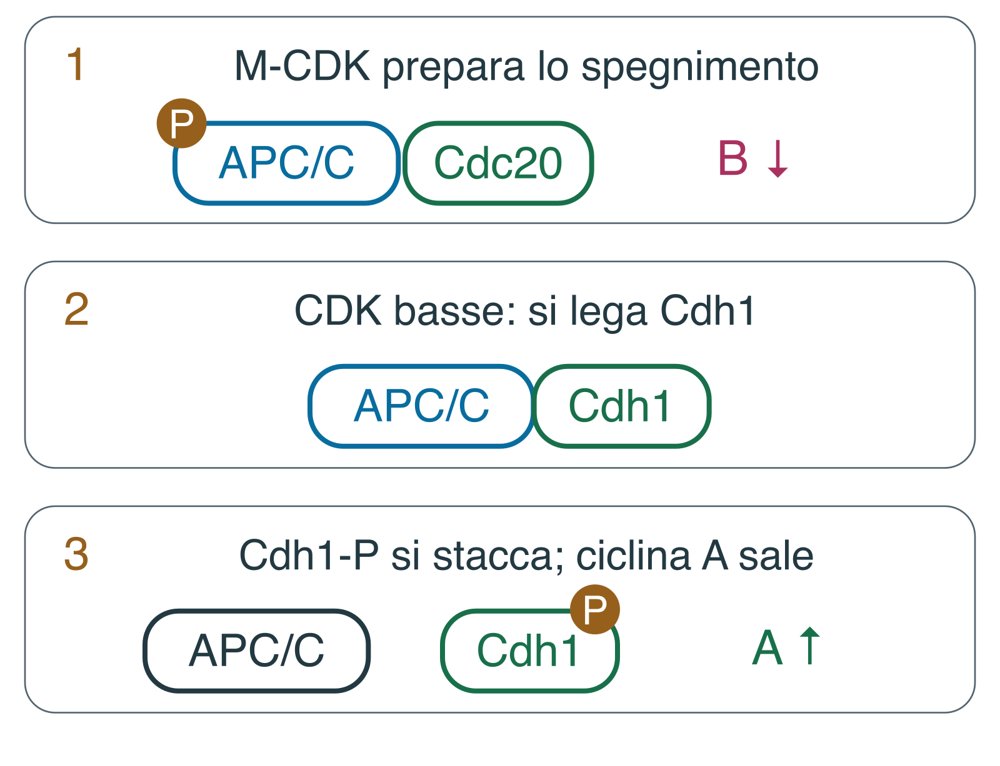 1
M-CDK prepara lo spegnimento
P
APC/C
Cdc20
B ↓
2
CDK basse: si lega Cdh1
APC/C
Cdh1
3
Cdh1-P si stacca; ciclina A sale
P
APC/C
Cdh1
A ↑